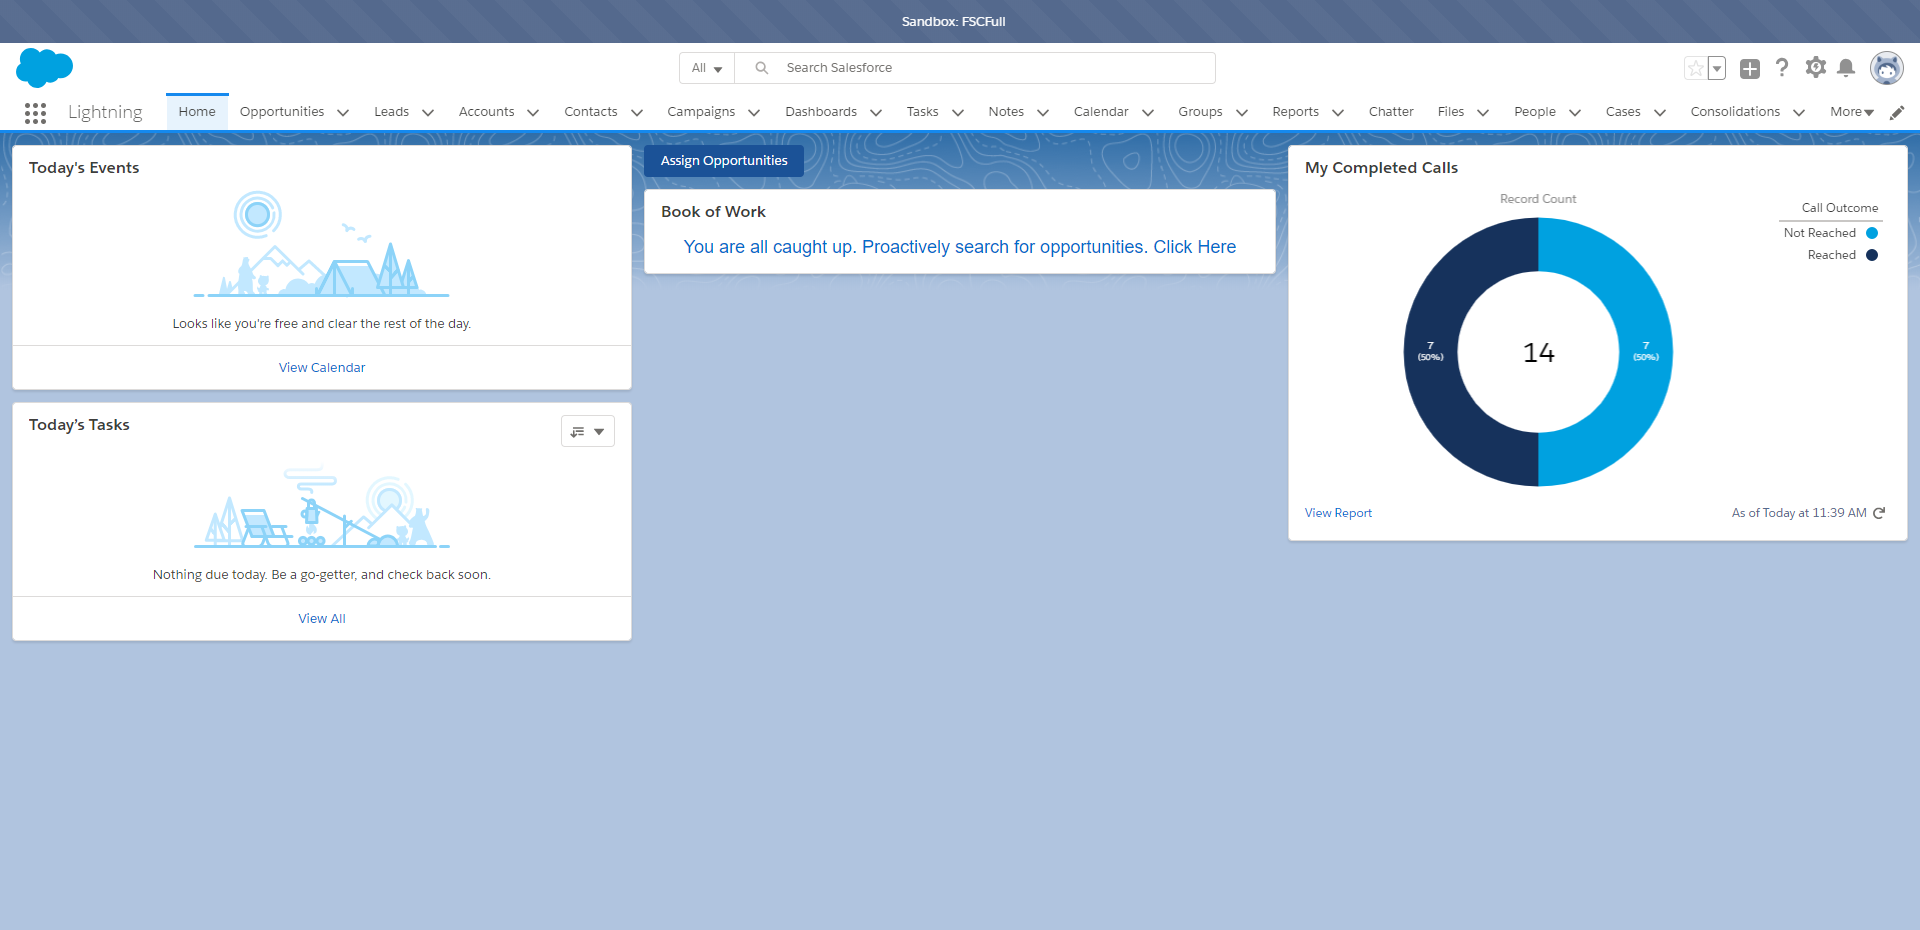 Sandbox: FSCFull
All
Search Salesforce
Lightning
Home
Opportunities
Leads
Accounts
Contacts
Campaigns
Dashboards
Tasks
Notes
Calendar
Groups
Reports
Chatter
Files
People
Cases
Consolidations
More
Today's Events
Looks like you're free and clear the rest of the day.
View Calendar
Today’s Tasks
Nothing due today. Be a go-getter, and check back soon.
View All
Assign Opportunities
Book of Work
You are all caught up. Proactively search for opportunities. Click Here
My Completed Calls
Record Count
Call Outcome
Not Reached
Reached
7
(50%)
14
7
(50%)
View Report
As of Today at 11:39 AM